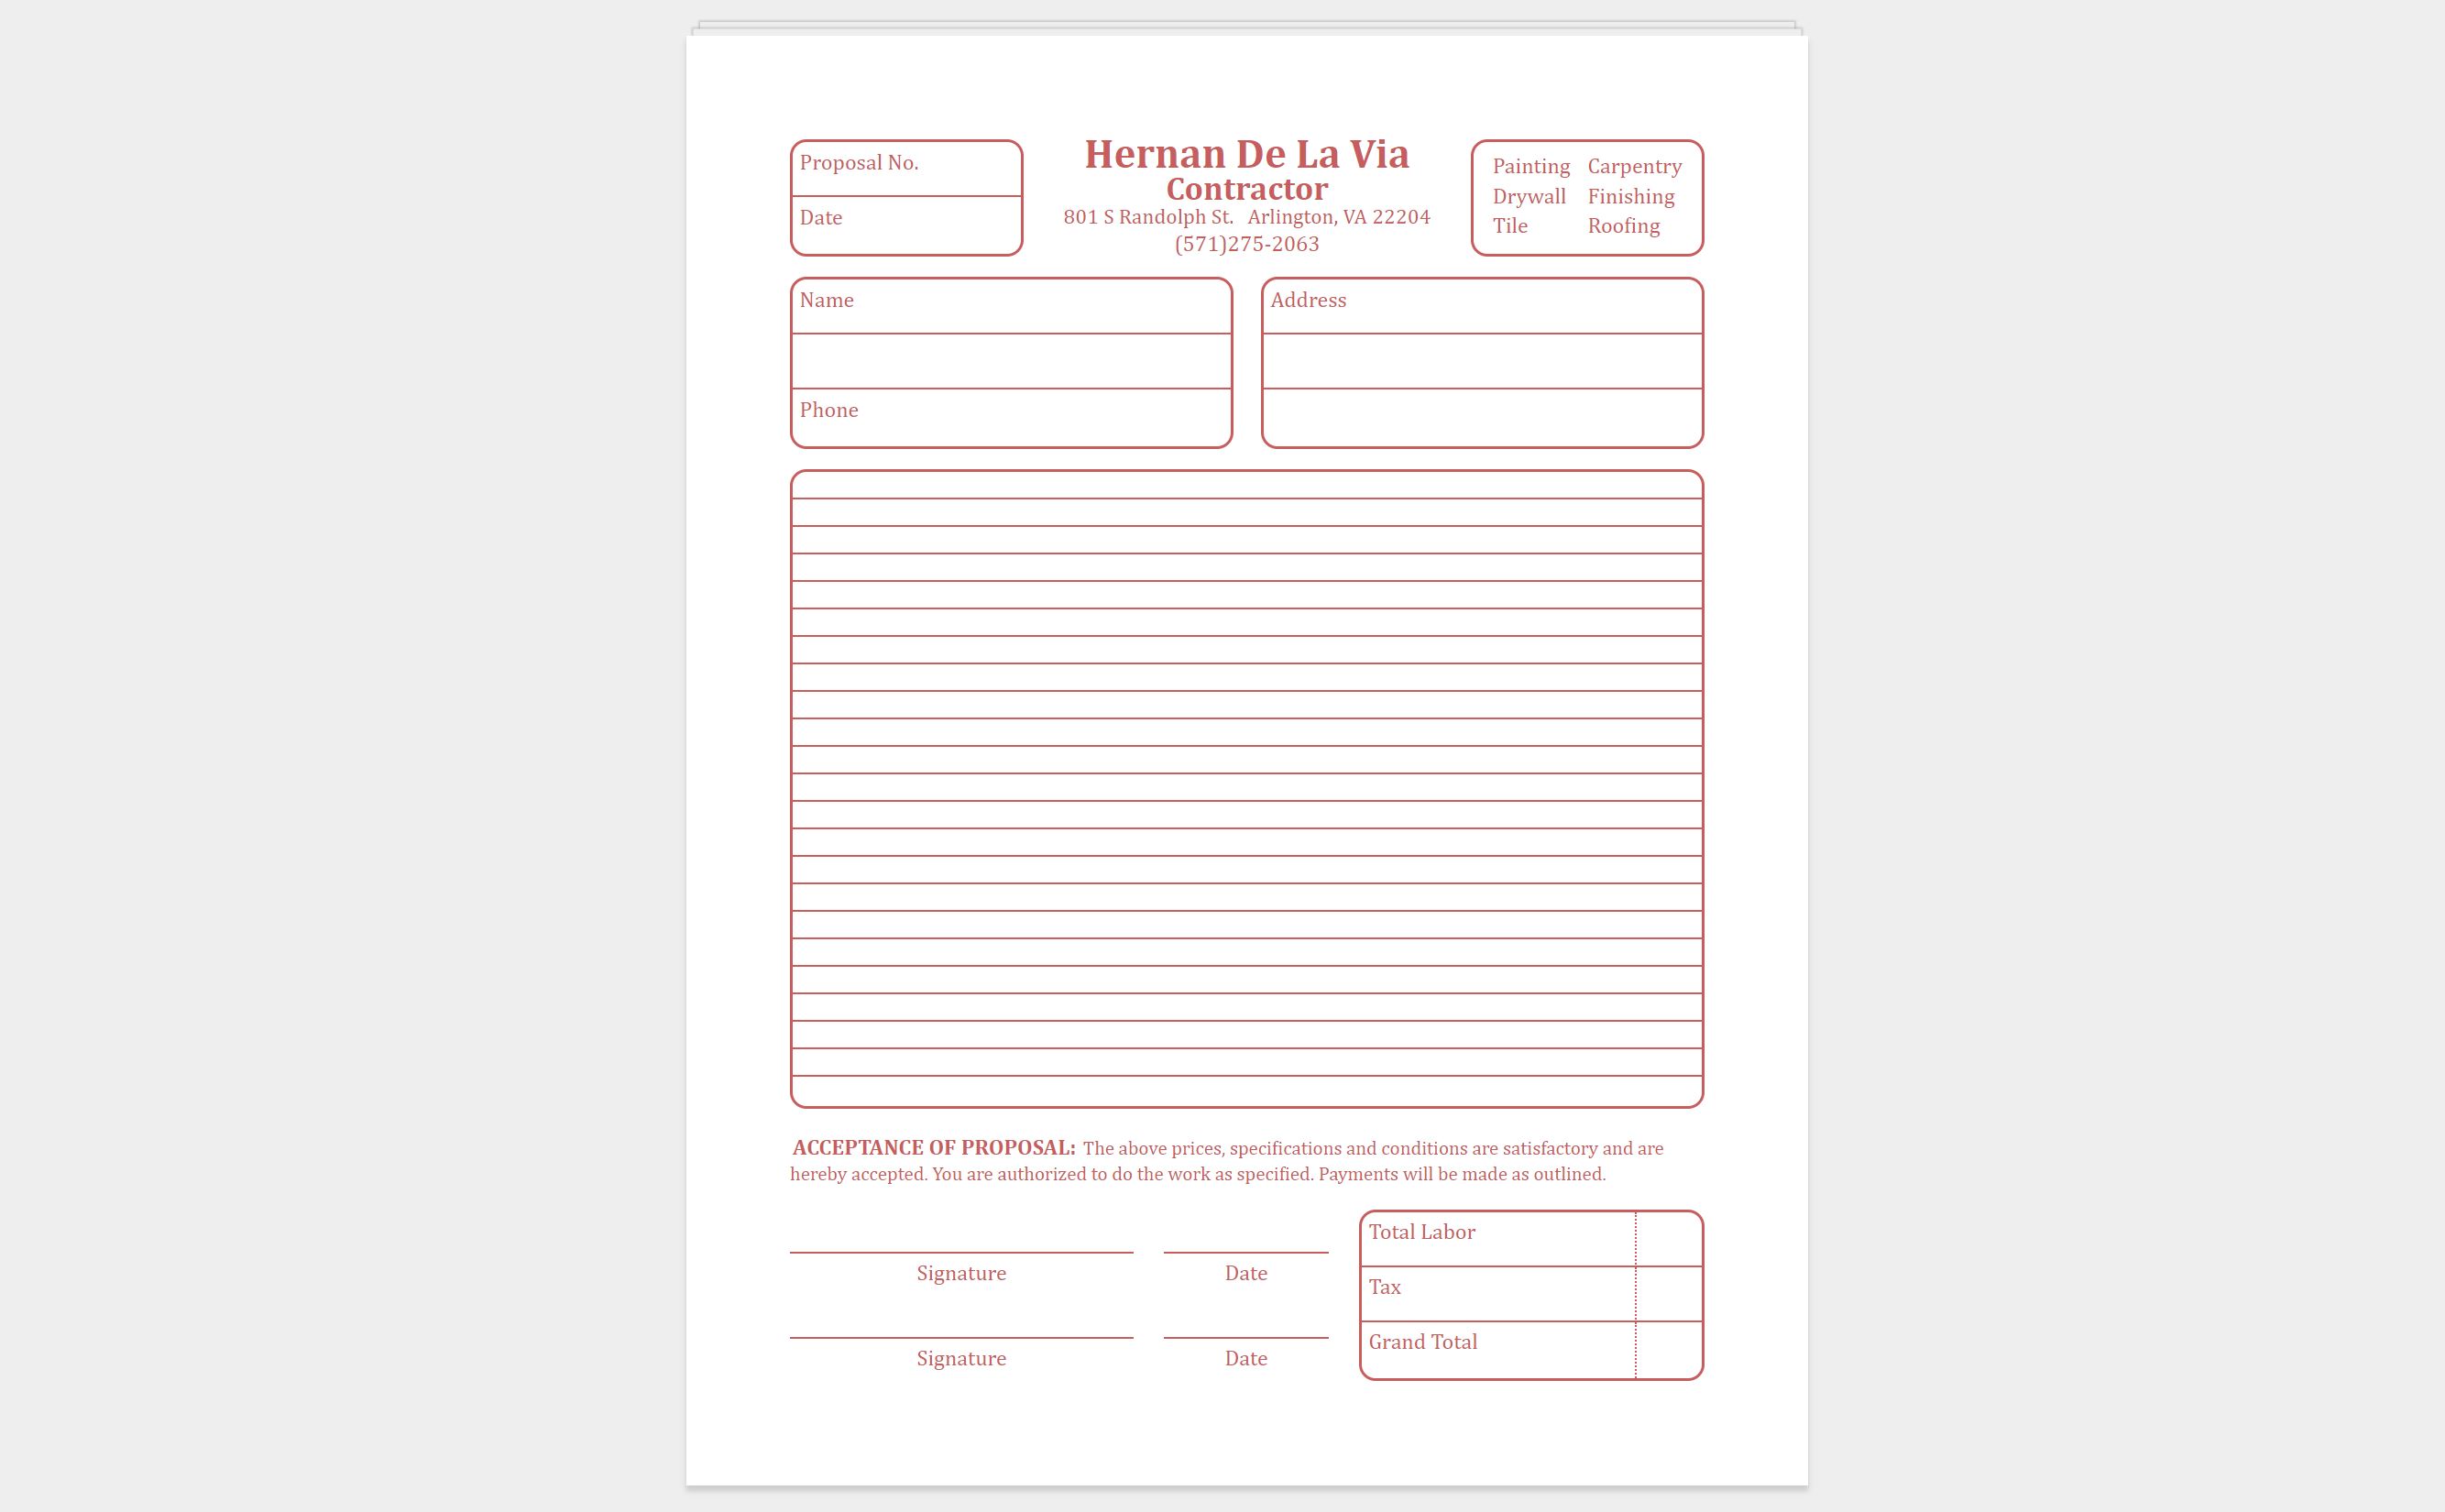 Proposal No.
Date
Hernan De La Via
Contractor
801 S Randolph St.   Arlington, VA 22204
(571)275-2063
Painting Carpentry
Drywall Finishing
Tile Roofing
Name
Phone
Address
ACCEPTANCE OF PROPOSAL: The above prices, specifications and conditions are satisfactory and are
hereby accepted. You are authorized to do the work as specified. Payments will be made as outlined.
Signature Date
Signature Date
Total Labor
Tax
Grand Total